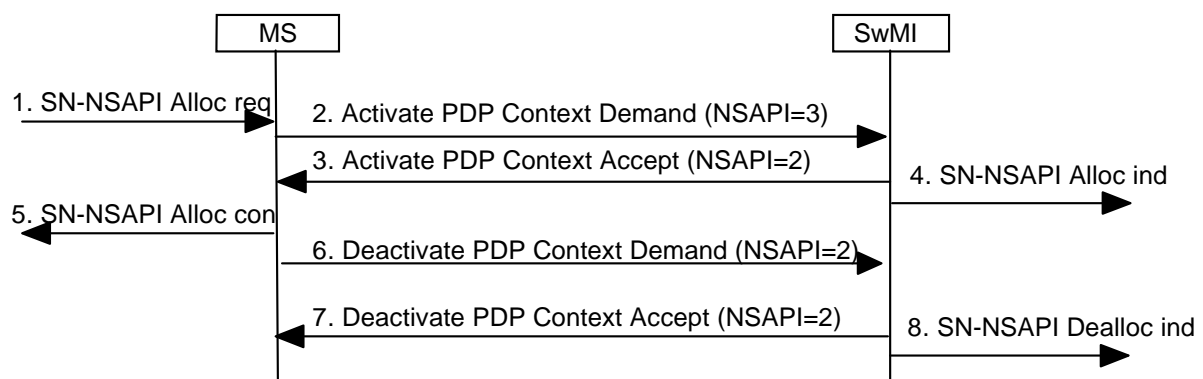 MS
SwMI
1. SN-NSAPI Alloc req
2. Activate PDP Context Demand (NSAPI=3)
3. Activate PDP Context Accept (NSAPI=2)
4. SN-NSAPI Alloc ind
5. SN-NSAPI Alloc con
6. Deactivate PDP Context Demand (NSAPI=2)
7. Deactivate PDP Context Accept (NSAPI=2)
8. SN-NSAPI Dealloc ind